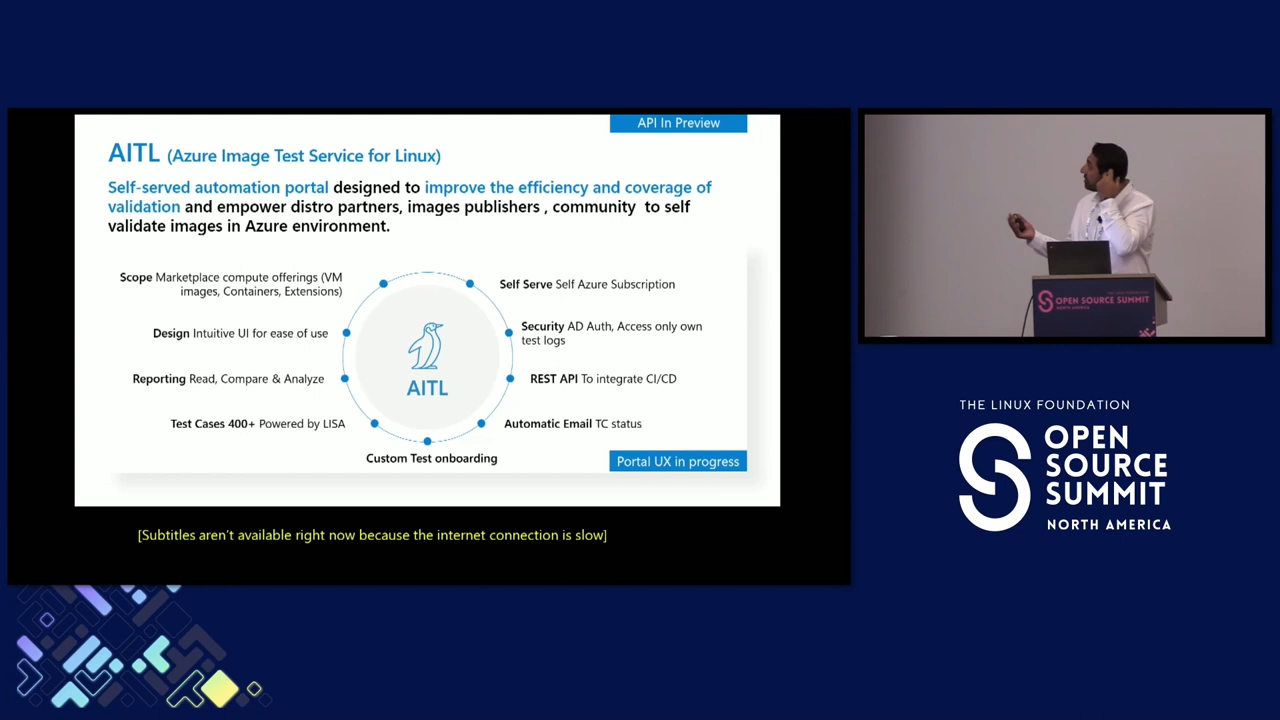 API In Preview
AITL (Azure Image Test Service for Linux)
Self-served automation portal designed to improve the efficiency and coverage of
validation and empower distro partners, images publishers , community to self
validate images in Azure environment.
Scope Marketplace compute offerings (VM
images, Containers, Extensions)
Design Intuitive UI for ease of use
Reporting Read, Compare & Analyze
Test Cases 400+ Powered by LISA
Custom Test onboarding
AITL
Self Serve Self Azure Subscription
Security AD Auth, Access only own
test logs
REST API To integrate CI/CD
Automatic Email TC status
Portal UX in progress
[Subtitles aren't available right now because the internet connection is slow]
OPEN SOURCE SUMMIT
NORTH AMERICA
THE LINUX FOUNDATION
OPEN
SOURCE
SUMMIT
NORTH AMERICA